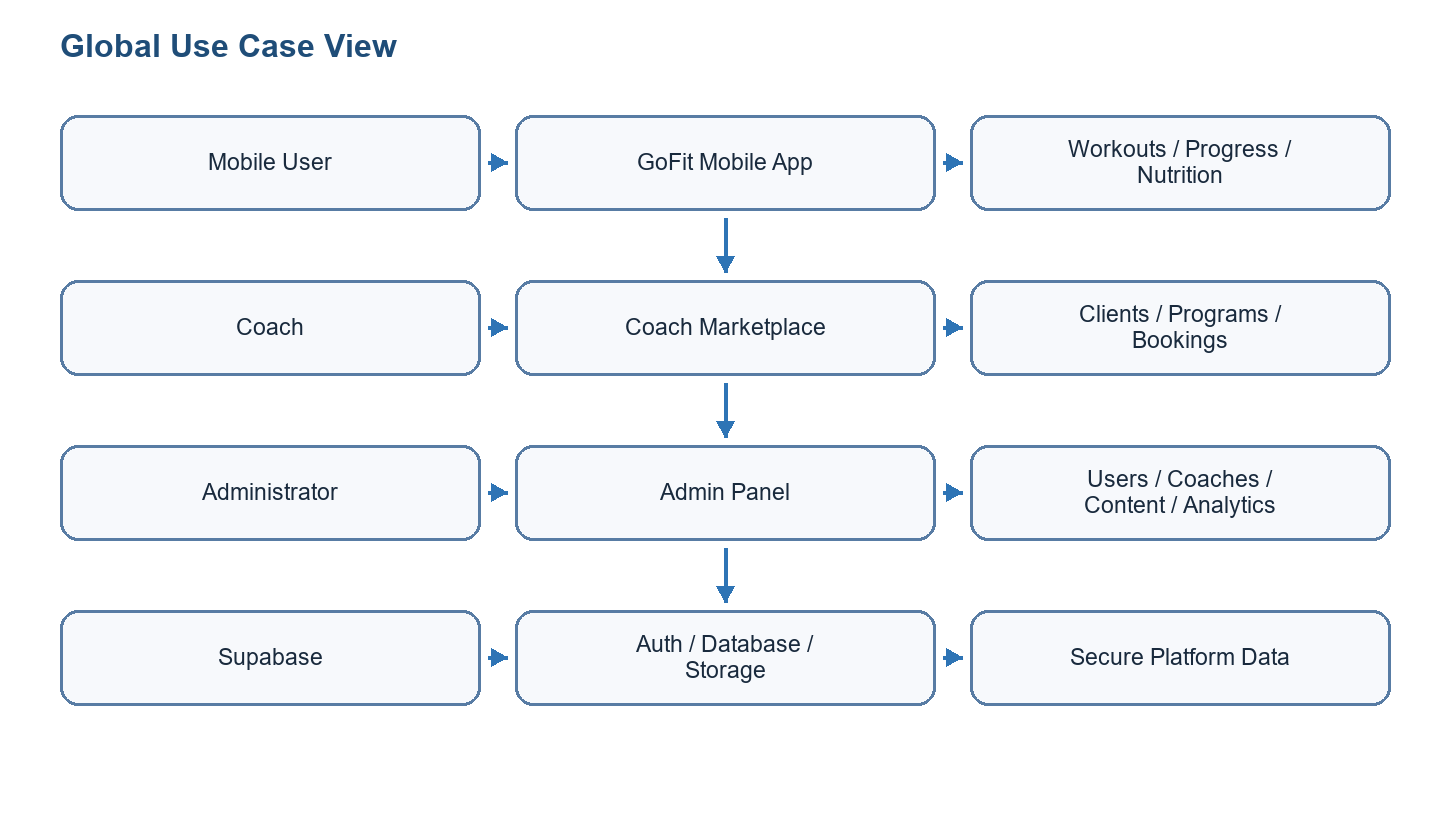 Global Use Case View
Mobile User
GoFit Mobile App
Workouts / Progress /
Nutrition
Coach
Coach Marketplace
Clients / Programs /
Bookings
Administrator
Admin Panel
Users / Coaches /
Content / Analytics
Supabase
Auth / Database /
Storage
Secure Platform Data